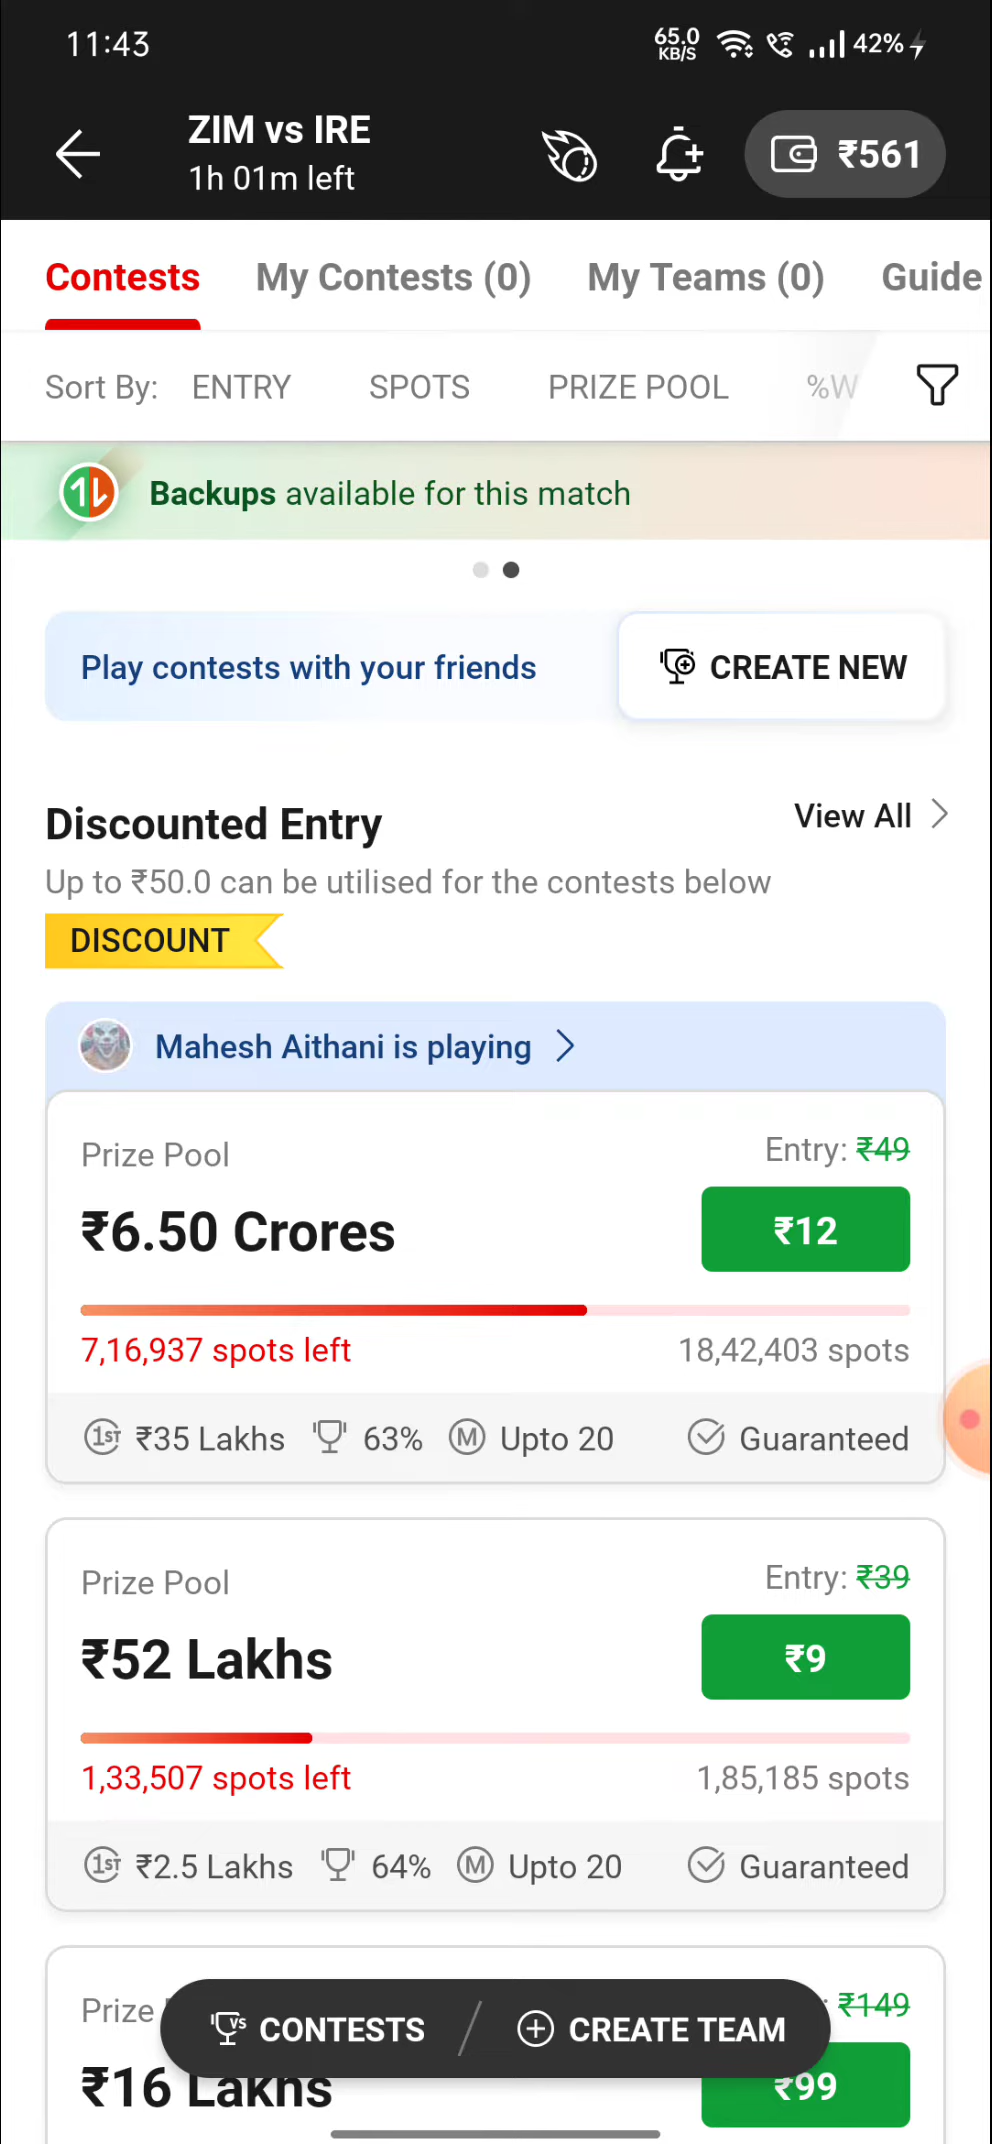 11:43
65.0
KB/S
42%
ZIM vs IRE
1h 01m left
₹561
Contests
My Contests (0)
My Teams (0)
Guide
Sort By:
ENTRY
SPOTS
PRIZE POOL
%W
Backups available for this match
Play contests with your friends
CREATE NEW
Discounted Entry
View All
Up to ₹50.0 can be utilised for the contests below
DISCOUNT
Mahesh Aithani is playing
Prize Pool
Entry: ₹49
₹6.50 Crores
₹12
7,16,937 spots left
18,42,403 spots
1ST ₹35 Lakhs
63%
M Upto 20
Guaranteed
Prize Pool
Entry: ₹39
₹52 Lakhs
₹9
1,33,507 spots left
1,85,185 spots
1ST ₹2.5 Lakhs
64%
M Upto 20
Guaranteed
Prize
₹149
VS CONTESTS
CREATE TEAM
₹16 Lakhs
₹99